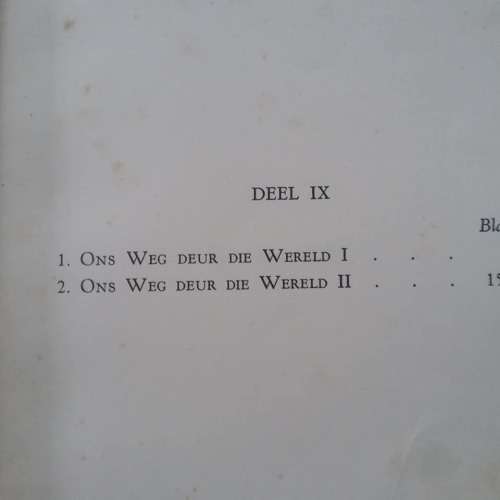 DEEL IX
1. Ons Weg deur die Wereld I . . .
2. Ons Weg deur die Wereld II . . .